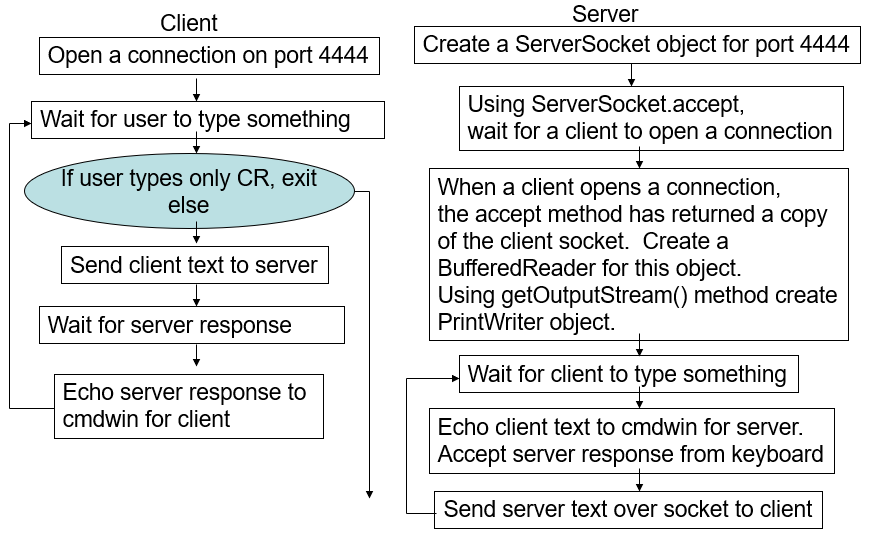 Client
Open a connection on port 4444
Wait for user to type something
If user types only CR, exit
else
Send client text to server
Wait for server response
Echo server response to
cmdwin for client
Server
Create a ServerSocket object for port 4444
Using ServerSocket.accept,
wait for a client to open a connection
When a client opens a connection,
the accept method has returned a copy
of the client socket.  Create a
BufferedReader for this object.
Using getOutputStream() method create
PrintWriter object.
Wait for client to type something
Echo client text to cmdwin for server.
Accept server response from keyboard
Send server text over socket to client